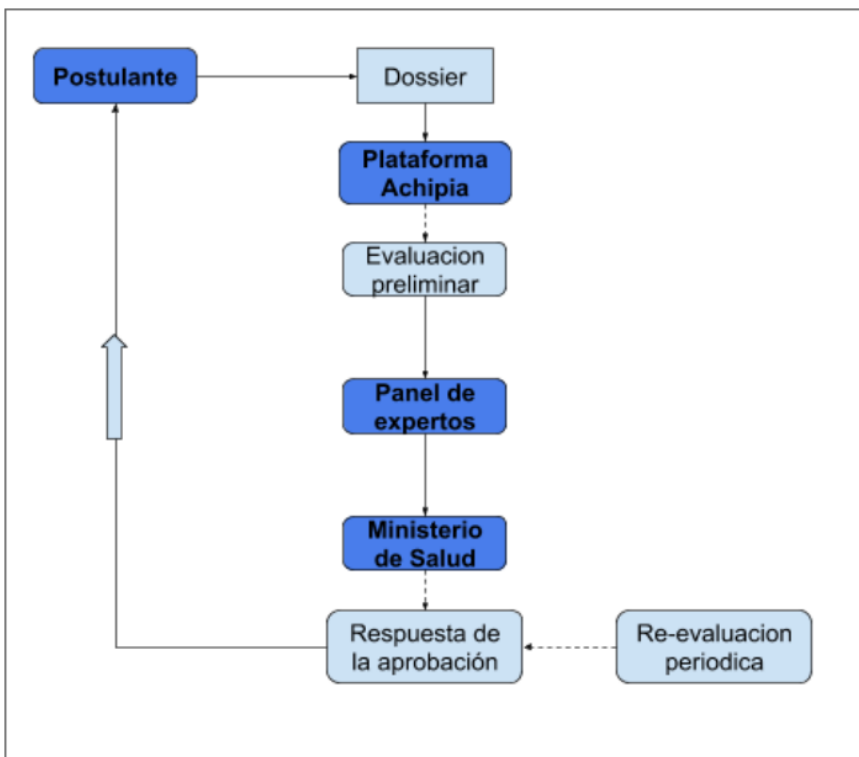 Postulante
Dossier
Plataforma
Achipia
Evaluacion
preliminar
Panel de
expertos
Ministerio
de Salud
Respuesta de
la aprobación
Re-evaluacion
periodica